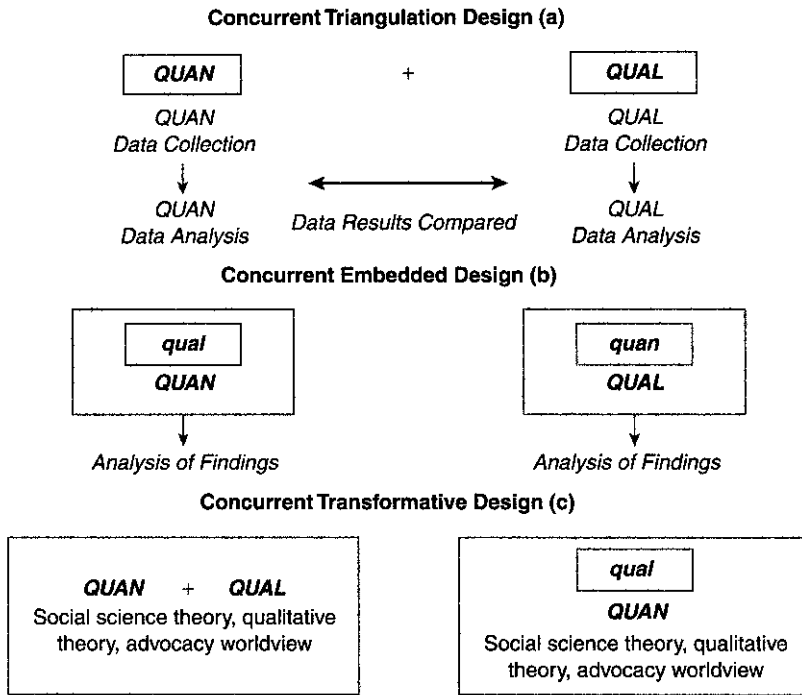 Concurrent Triangulation Design (a)
QUAN + QUAL
QUAN QUAL
Data Collection Data Collection
QUAN QUAL
Data Analysis Data Results Compared Data Analysis
Concurrent Embedded Design (b)
qual quan
QUAN QUAL
Analysis of Findings Analysis of Findings
Concurrent Transformative Design (c)
QUAN + QUAL
Social science theory, qualitative
theory, advocacy worldview
qual
QUAN
Social science theory, qualitative
theory, advocacy worldview